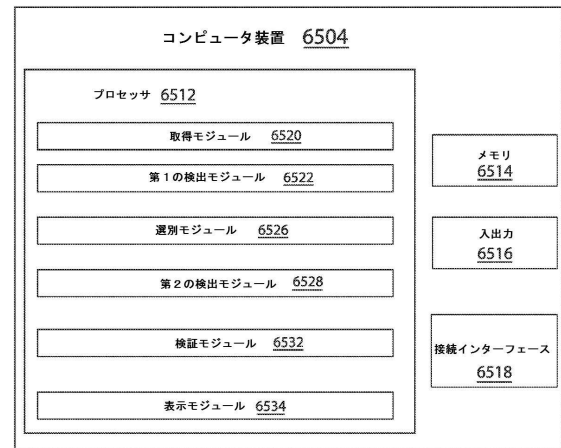 コンピュータ装置 6504
プロセッサ 6512
取得モジュール 6520
第1の検出モジュール 6522
選別モジュール 6526
第2の検出モジュール 6528
検証モジュール 6532
表示モジュール 6534
メモリ
6514
入出力
6516
接続インターフェース
6518